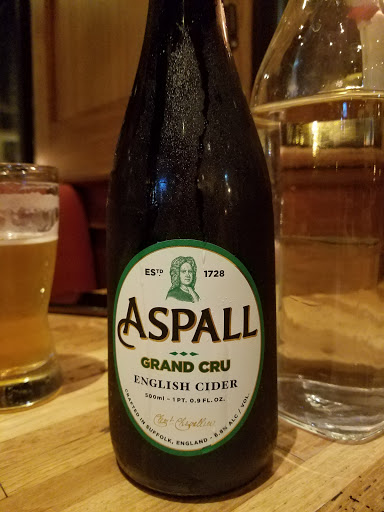 ESTD 1728
ASPALL
GRAND CRU
ENGLISH CIDER
500ml - 1 PT. 0.9 FL. OZ.
CRAFTED IN SUFFOLK, ENGLAND - 6.8% ALC / VOL.